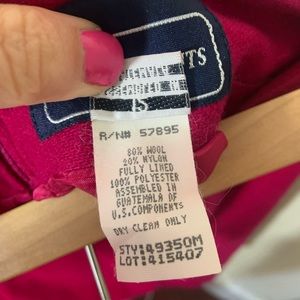 TS
R/N# 57895
80% WOOL
20% NYLON
FULLY LINED
100% POLYESTER
ASSEMBLED IN
GUATEMALA OF
U.S. COMPONENTS
DRY CLEAN ONLY
STY:49350M
LOT:415407